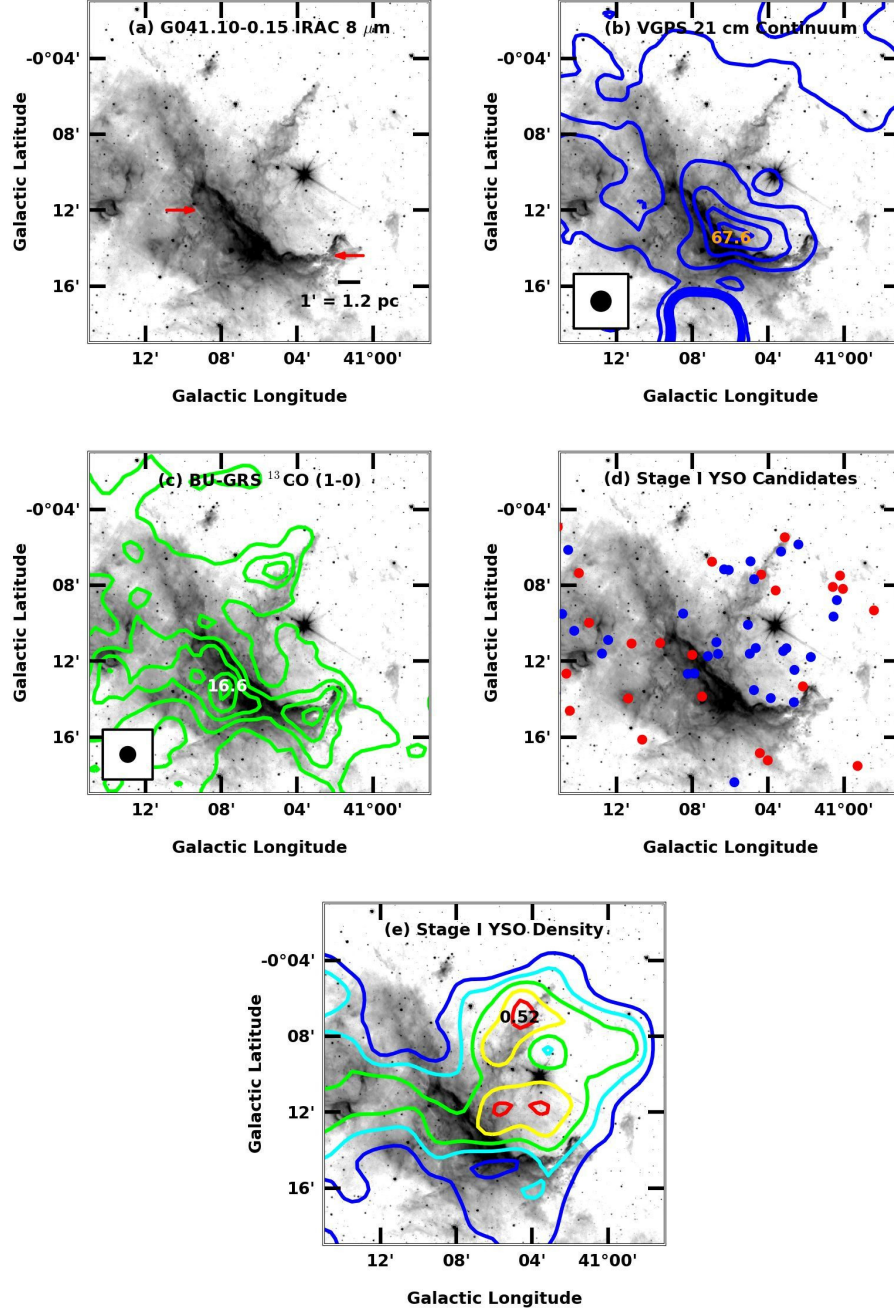 (a) G041.10-0.15 IRAC 8 μm
-0°04'
08'
12'
16'
Galactic Latitude
1' = 1.2 pc
12' 08' 04' 41°00'
Galactic Longitude
(b) VGPS 21 cm Continuum
-0°04'
08'
12'
16'
Galactic Latitude
67.6
12' 08' 04' 41°00'
Galactic Longitude
(c) BU-GRS ¹³CO (1-0)
-0°04'
08'
12'
16'
Galactic Latitude
16.6
12' 08' 04' 41°00'
Galactic Longitude
(d) Stage I YSO Candidates
-0°04'
08'
12'
16'
Galactic Latitude
12' 08' 04' 41°00'
Galactic Longitude
(e) Stage I YSO Density
-0°04'
08'
12'
16'
Galactic Latitude
0.52
12' 08' 04' 41°00'
Galactic Longitude